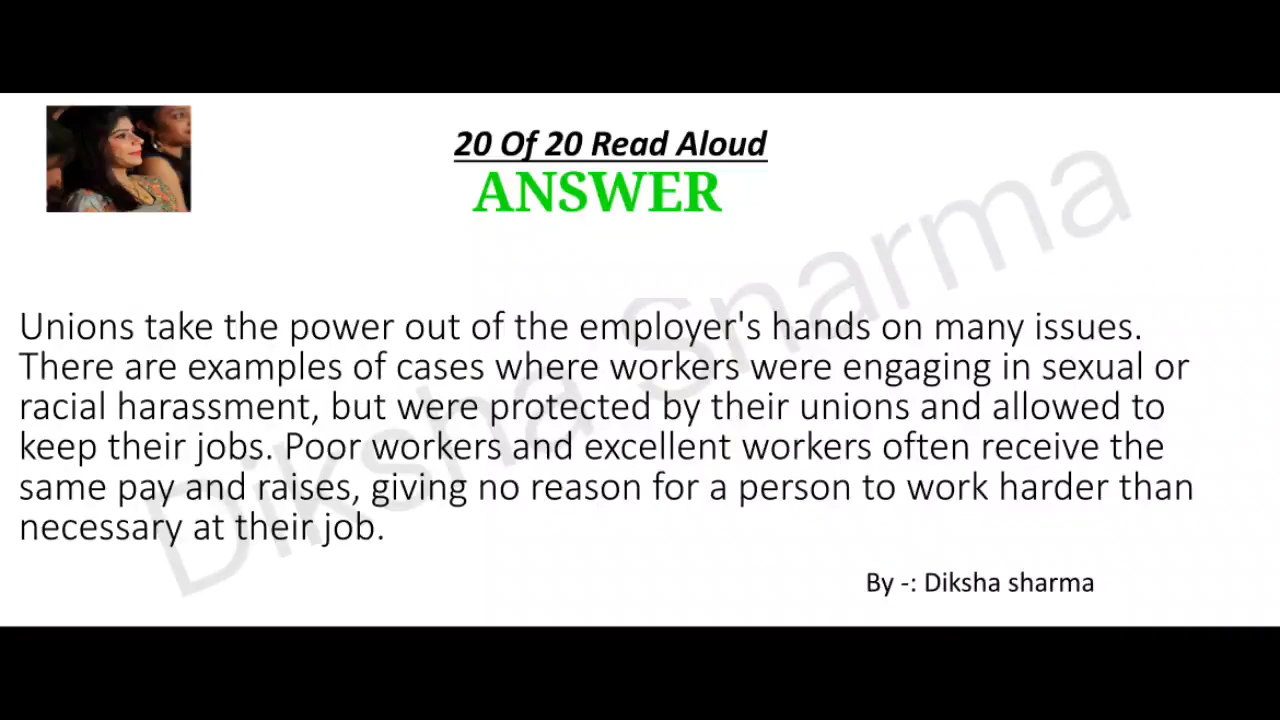 20 Of 20 Read Aloud
ANSWER
Diksha Sharma
Unions take the power out of the employer's hands on many issues.
There are examples of cases where workers were engaging in sexual or
racial harassment, but were protected by their unions and allowed to
keep their jobs. Poor workers and excellent workers often receive the
same pay and raises, giving no reason for a person to work harder than
necessary at their job.
By -: Diksha sharma